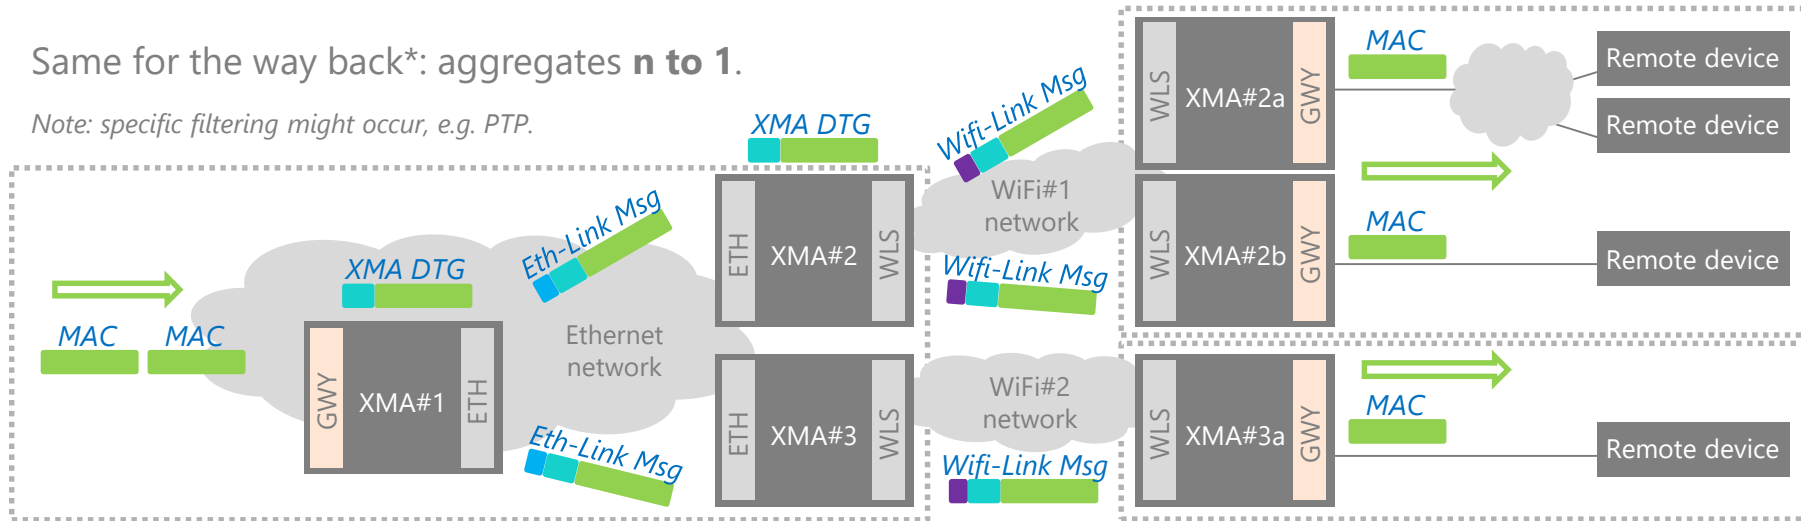 Same for the way back*: aggregates n to 1.
Note: specific filtering might occur, e.g. PTP.
MAC
MAC
XMA DTG
GWY
XMA#1
ETH
Eth-Link Msg
Ethernet
network
Eth-Link Msg
XMA DTG
ETH
XMA#2
WLS
ETH
XMA#3
WLS
Wifi-Link Msg
WiFi#1
network
Wifi-Link Msg
WiFi#2
network
Wifi-Link Msg
WLS
XMA#2a
GWY
MAC
Remote device
Remote device
WLS
XMA#2b
GWY
MAC
Remote device
WLS
XMA#3a
GWY
MAC
Remote device